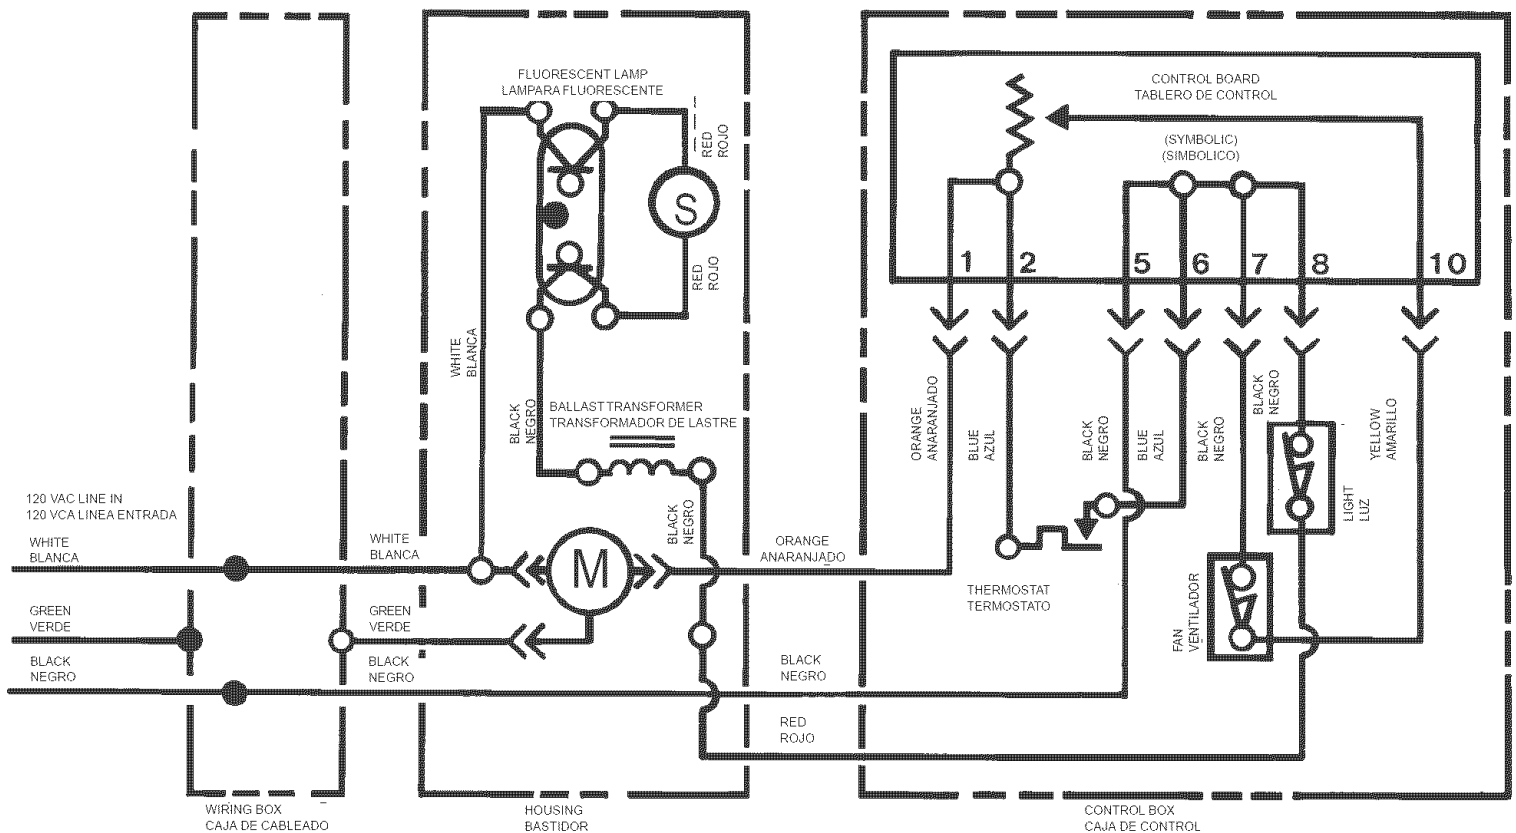 FLUORESCENT LAMP
LAMPARA FLUORESCENTE
CONTROL BOARD
TABLERO DE CONTROL
(SYMBOLIC)
(SIMBOLICO)
RED
ROJO
S
RED
ROJO
1
2
5
6
7
8
10
WHITE
BLANCA
BLACK
NEGRO
BALLAST TRANSFORMER
TRANSFORMADOR DE LASTRE
ORANGE
ANARANJADO
BLUE
AZUL
BLACK
NEGRO
BLUE
AZUL
BLACK
NEGRO
BLACK
NEGRO
YELLOW
AMARILLO
LIGHT
LUZ
120 VAC LINE IN
120 VCA LINEA ENTRADA
WHITE
BLANCA
WHITE
BLANCA
M
BLACK
NEGRO
ORANGE
ANARANJADO
THERMOSTAT
TERMOSTATO
FAN
VENTILADOR
GREEN
VERDE
GREEN
VERDE
BLACK
NEGRO
BLACK
NEGRO
BLACK
NEGRO
RED
ROJO
WIRING BOX
CAJA DE CABLEADO
HOUSING
BASTIDOR
CONTROL BOX
CAJA DE CONTROL